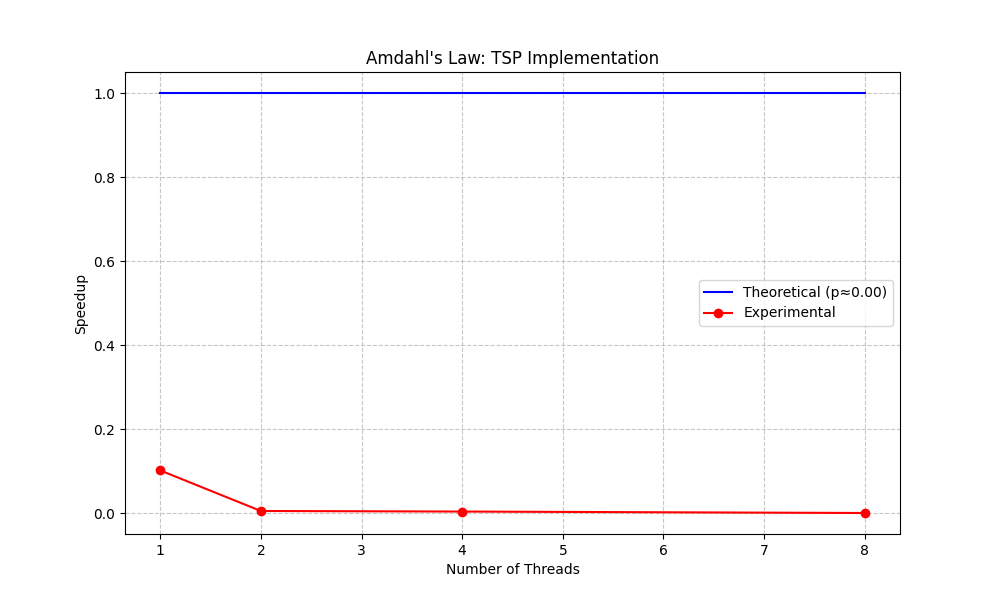 Amdahl's Law: TSP Implementation
Speedup
1.0
0.8
0.6
0.4
0.2
0.0
Theoretical (p≈0.00)
Experimental
1 2 3 4 5 6 7 8
Number of Threads